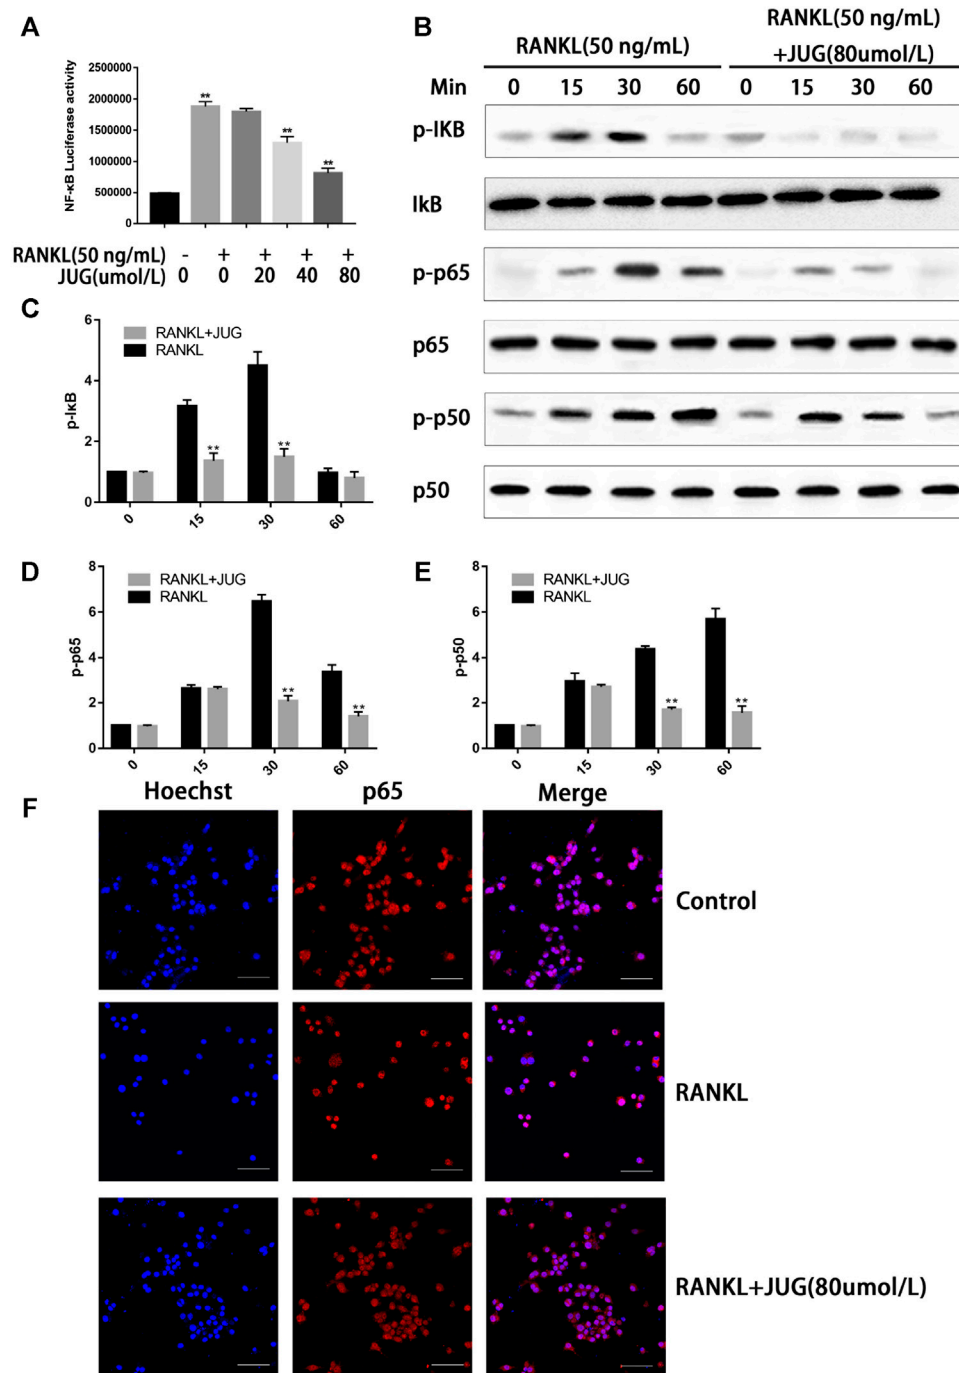 A
NF-κB Luciferase activity
2500000
2000000
1500000
1000000
500000
0
**
**
**
RANKL(50 ng/mL) - + + + +
JUG(umol/L) 0 0 20 40 80
B
RANKL(50 ng/mL)
RANKL(50 ng/mL)
+JUG(80umol/L)
Min 0 15 30 60 0 15 30 60
p-IKB
IkB
p-p65
p65
p-p50
p50
C
RANKL+JUG
RANKL
p-IκB
6
4
2
0
**
**
0 15 30 60
D
RANKL+JUG
RANKL
p-p65
8
6
4
2
0
**
**
0 15 30 60
E
RANKL+JUG
RANKL
p-p50
8
6
4
2
0
**
**
0 15 30 60
F
Hoechst p65 Merge
Control
RANKL
RANKL+JUG(80umol/L)